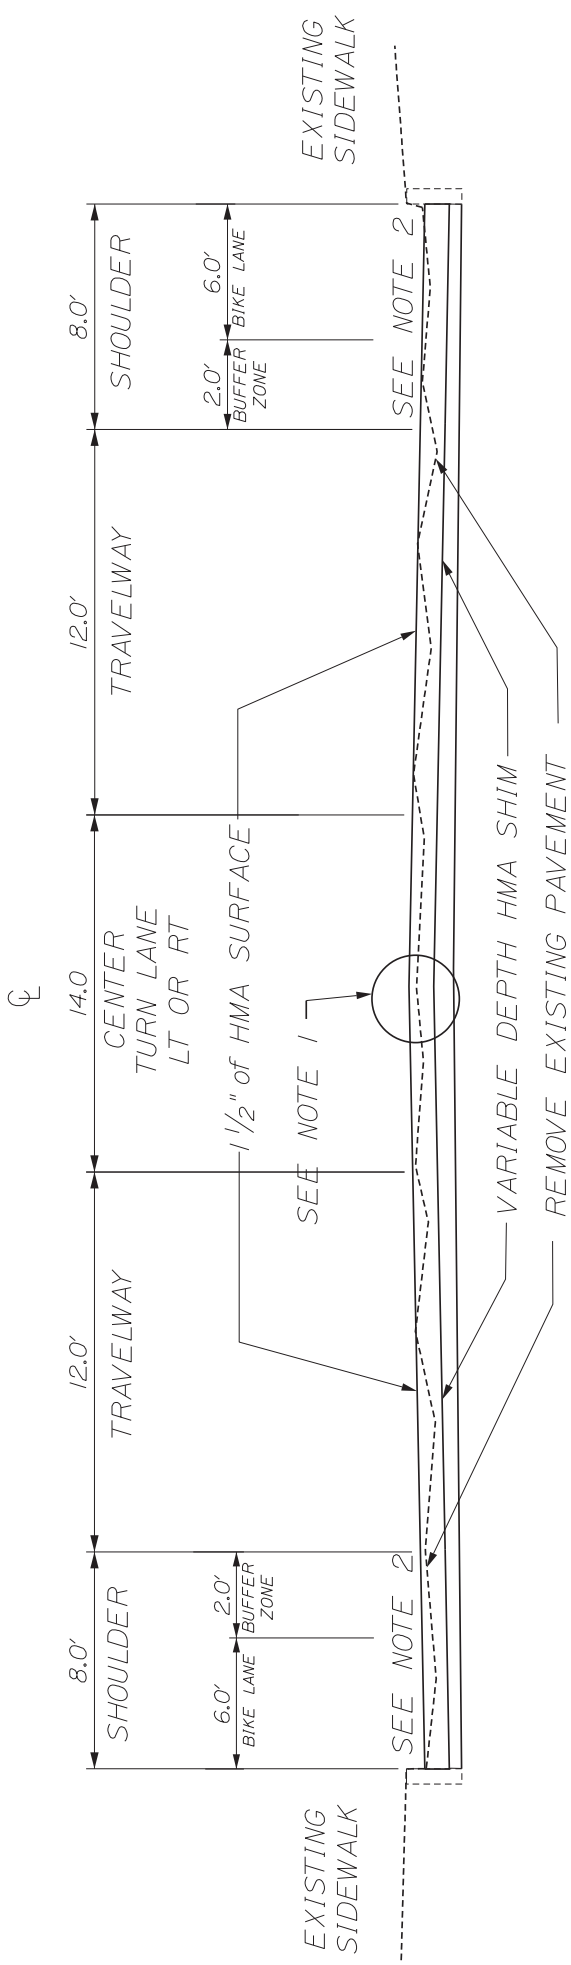 ℄
8.0′
12.0′
14.0
12.0′
8.0′
SHOULDER
TRAVELWAY
CENTER
TURN LANE
LT OR RT
TRAVELWAY
SHOULDER
6.0′
2.0′
2.0′
6.0′
BIKE LANE
BUFFER
ZONE
BUFFER
ZONE
BIKE LANE
1 1/2" of HMA SURFACE
EXISTING
SIDEWALK
SEE NOTE 1
EXISTING
SIDEWALK
SEE NOTE 2
SEE NOTE 2
VARIABLE DEPTH HMA SHIM
REMOVE EXISTING PAVEMENT